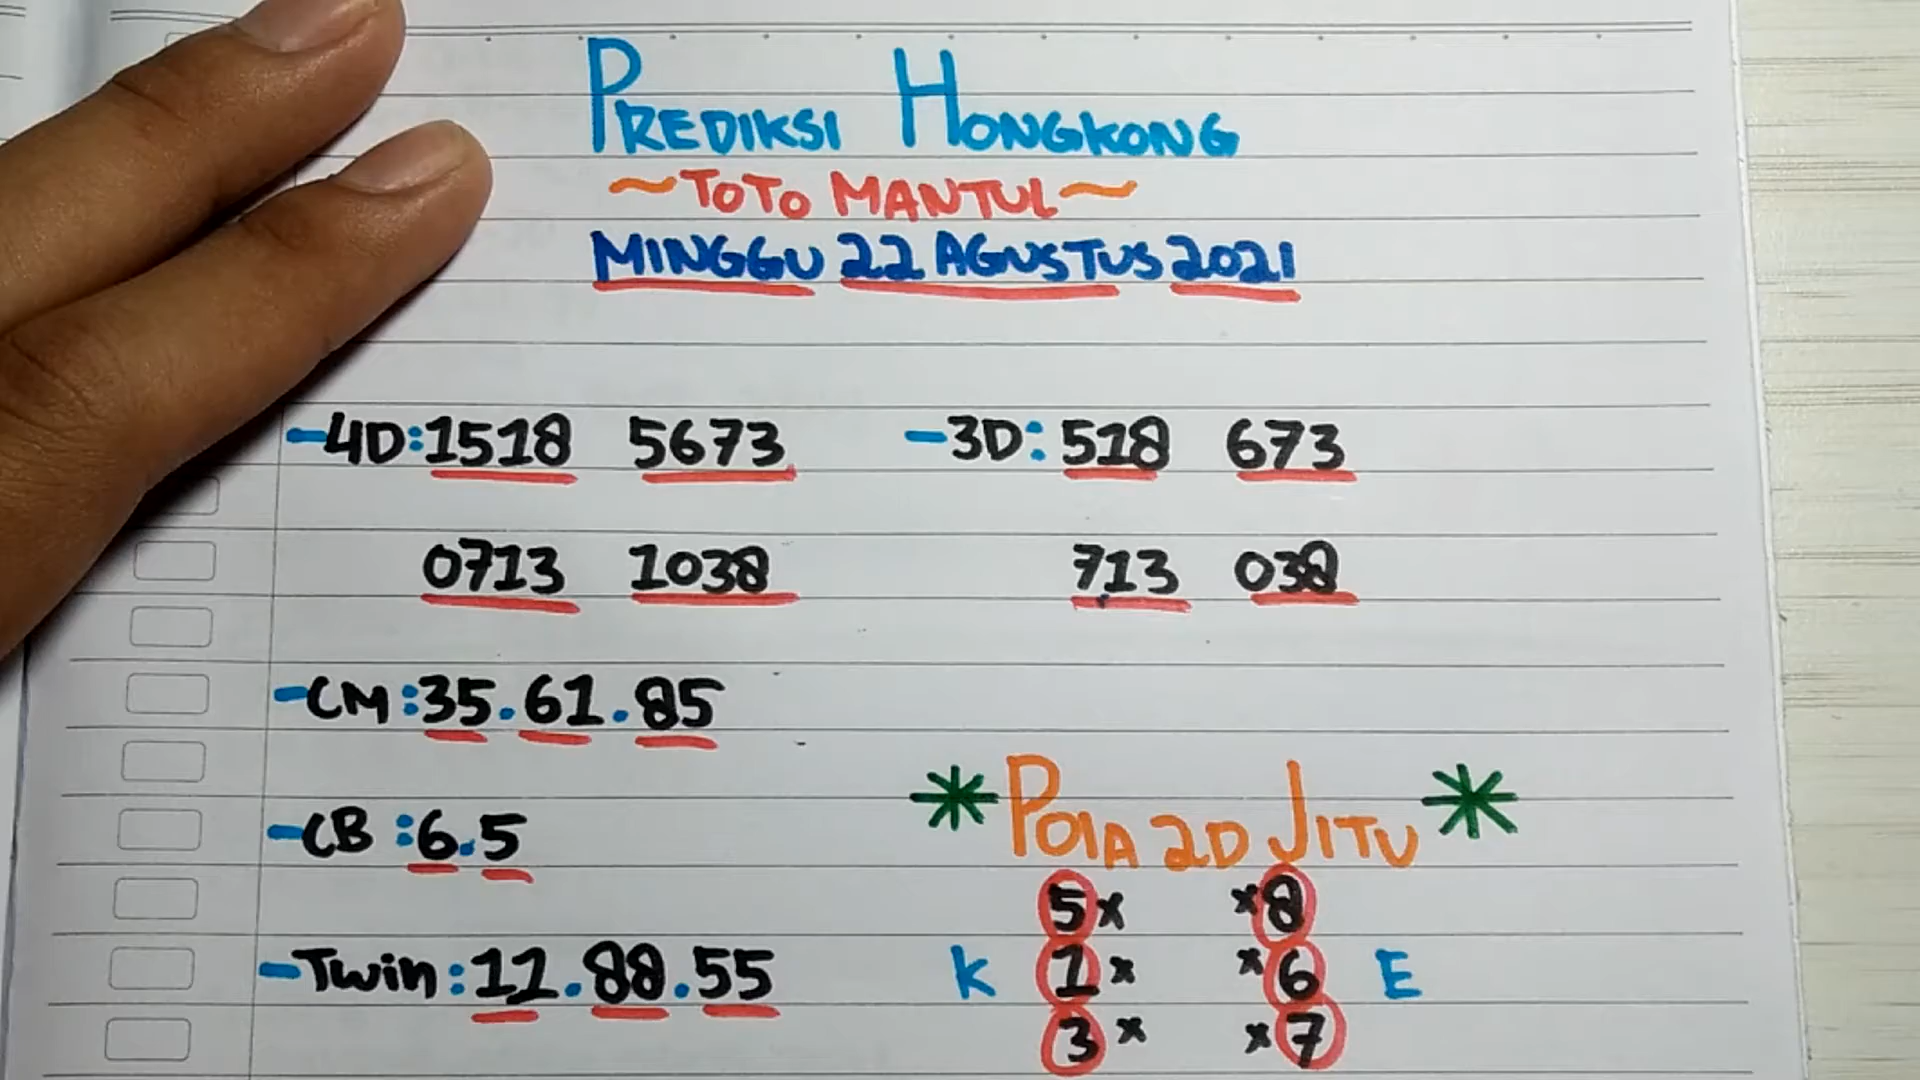 PREDIKSI HONGKONG
~TOTO MANTUL~
MINGGU 22 AGUSTUS 2021
-4D:1518 5673 -3D:518 673
0713 1038 713 038
-CM:35.61.85
-CB:6.5
*POlA 2D JITU*
5x x8
-Twin:11.88.55 K 1x x6 E
3x x7